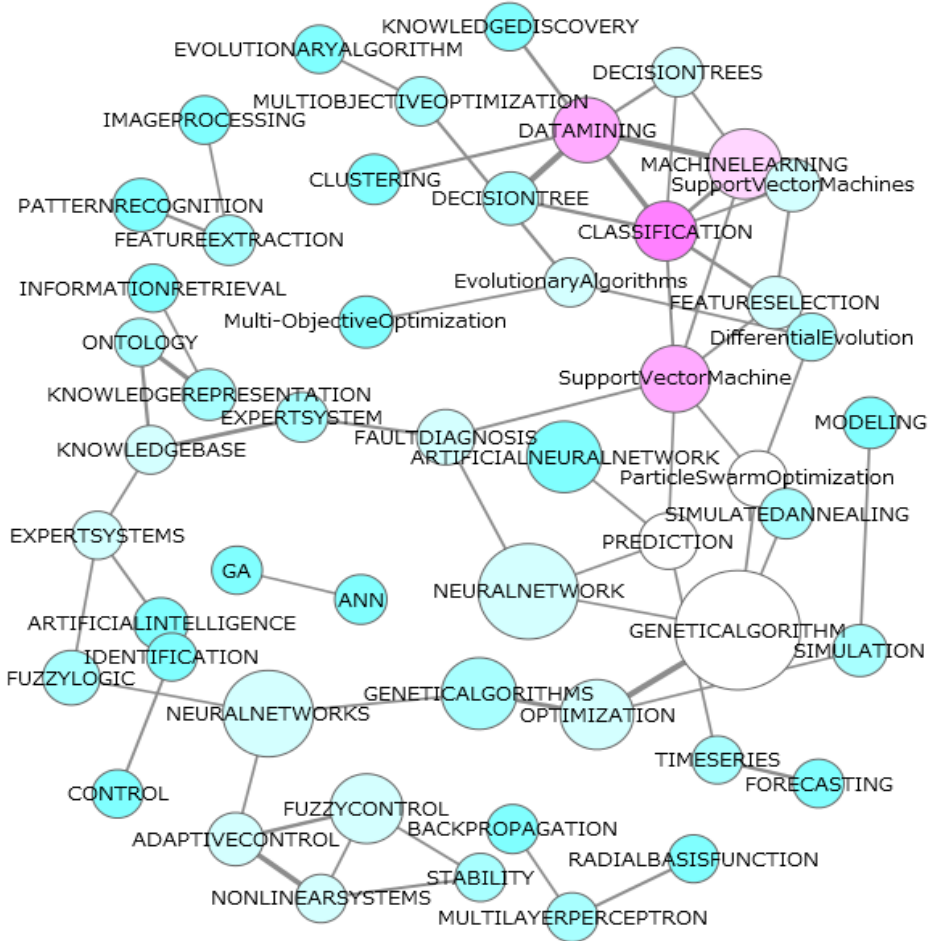 KNOWLEDGEDISCOVERY
EVOLUTIONARYALGORITHM
DECISIONTREES
MULTIOBJECTIVEOPTIMIZATION
IMAGEPROCESSING
DATAMINING
MACHINELEARNING
CLUSTERING
SupportVectorMachines
DECISIONTREE
PATTERNRECOGNITION
CLASSIFICATION
FEATUREEXTRACTION
EvolutionaryAlgorithms
INFORMATIONRETRIEVAL
FEATURESELECTION
Multi-ObjectiveOptimization
DifferentialEvolution
ONTOLOGY
SupportVectorMachine
KNOWLEDGEREPRESENTATION
EXPERTSYSTEM
MODELING
FAULTDIAGNOSIS
KNOWLEDGEBASE
ARTIFICIALNEURALNETWORK
ParticleSwarmOptimization
SIMULATEDANNEALING
EXPERTSYSTEMS
PREDICTION
GA
NEURALNETWORK
ANN
ARTIFICIALINTELLIGENCE
GENETICALGORITHM
SIMULATION
IDENTIFICATION
FUZZYLOGIC
GENETICALGORITHMS
NEURALNETWORKS
OPTIMIZATION
TIMESERIES
FORECASTING
CONTROL
FUZZYCONTROL
BACKPROPAGATION
ADAPTIVECONTROL
RADIALBASISFUNCTION
STABILITY
NONLINEARSYSTEMS
MULTILAYERPERCEPTRON